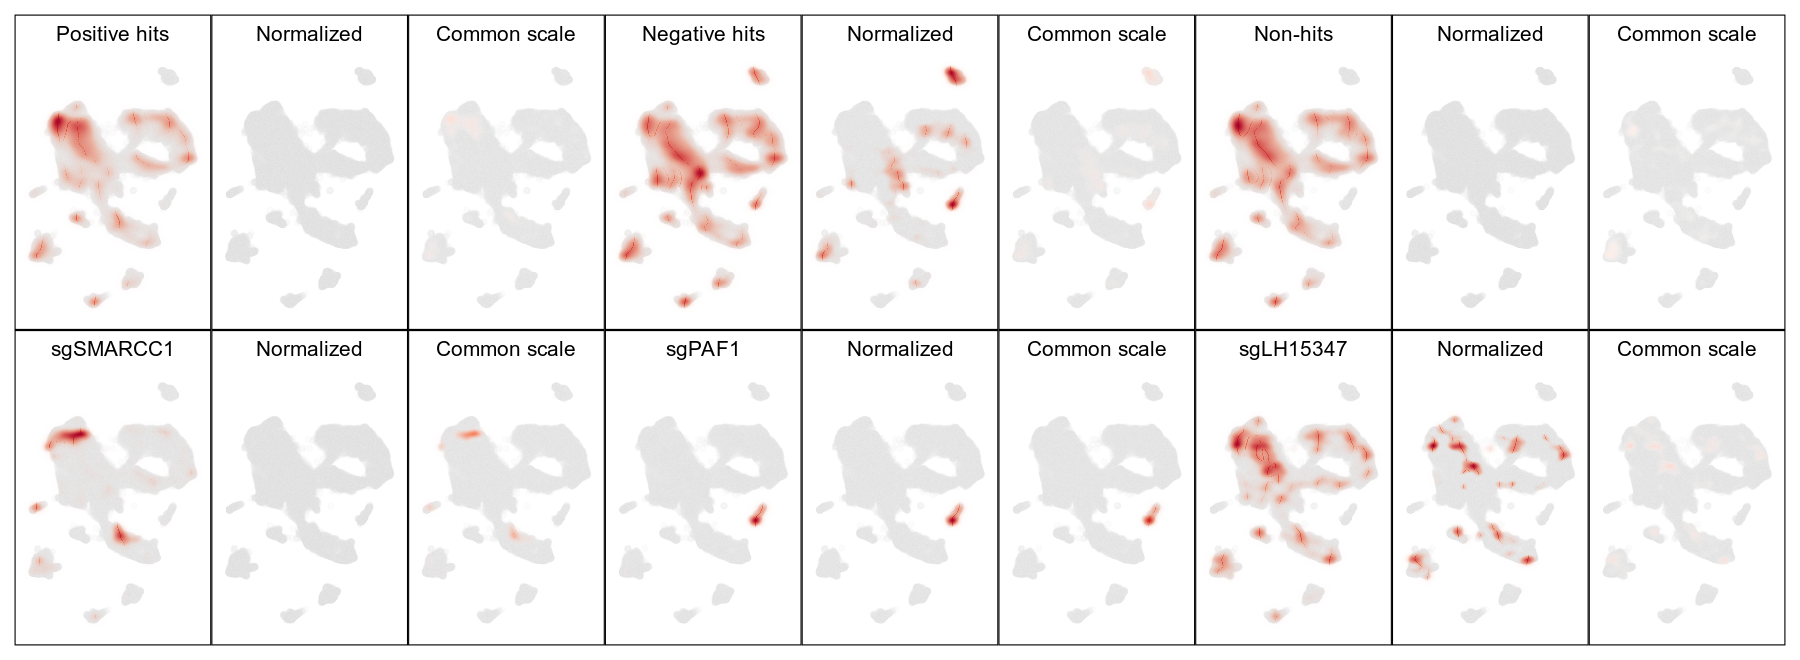 Positive hits
Normalized
Common scale
Negative hits
Normalized
Common scale
Non-hits
Normalized
Common scale
sgSMARCC1
Normalized
Common scale
sgPAF1
Normalized
Common scale
sgLH15347
Normalized
Common scale